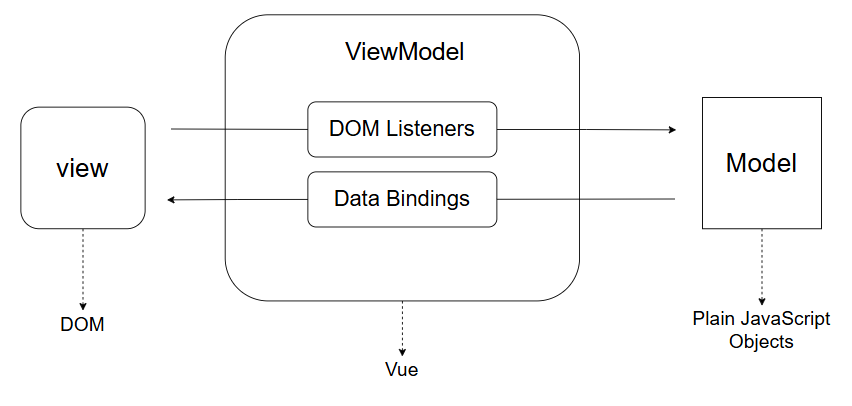 ViewModel
DOM Listeners
view
Model
Data Bindings
DOM
Plain JavaScript
Objects
Vue